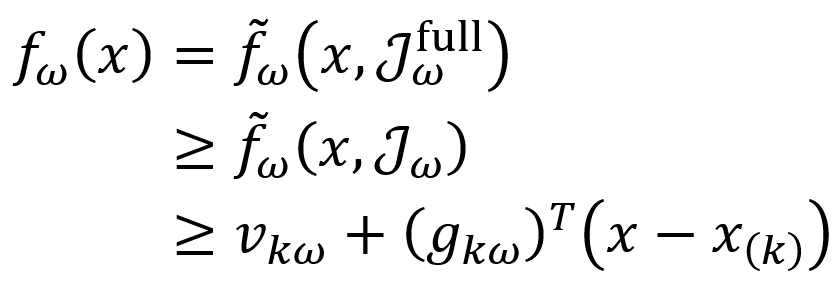 f_ω(x) = f̃_ω(x, 𝒥_ω^full)
≥ f̃_ω(x, 𝒥_ω)
≥ v_kω + (g_kω)^T(x − x_(k))